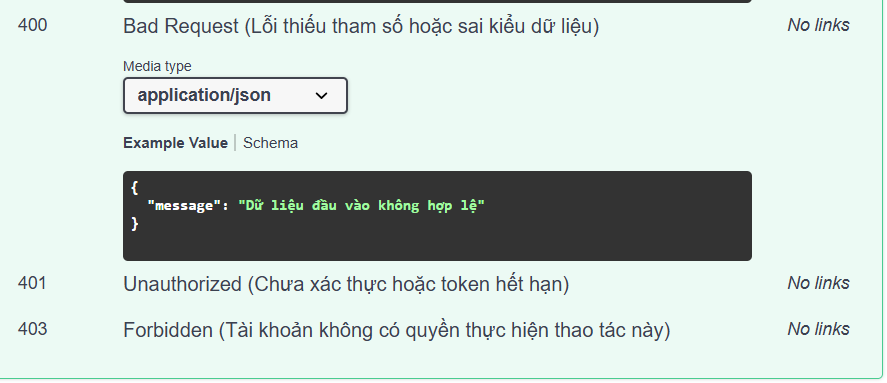 400 Bad Request (Lỗi thiếu tham số hoặc sai kiểu dữ liệu) No links
Media type
application/json
Example Value | Schema
{
"message": "Dữ liệu đầu vào không hợp lệ"
}
401 Unauthorized (Chưa xác thực hoặc token hết hạn) No links
403 Forbidden (Tài khoản không có quyền thực hiện thao tác này) No links